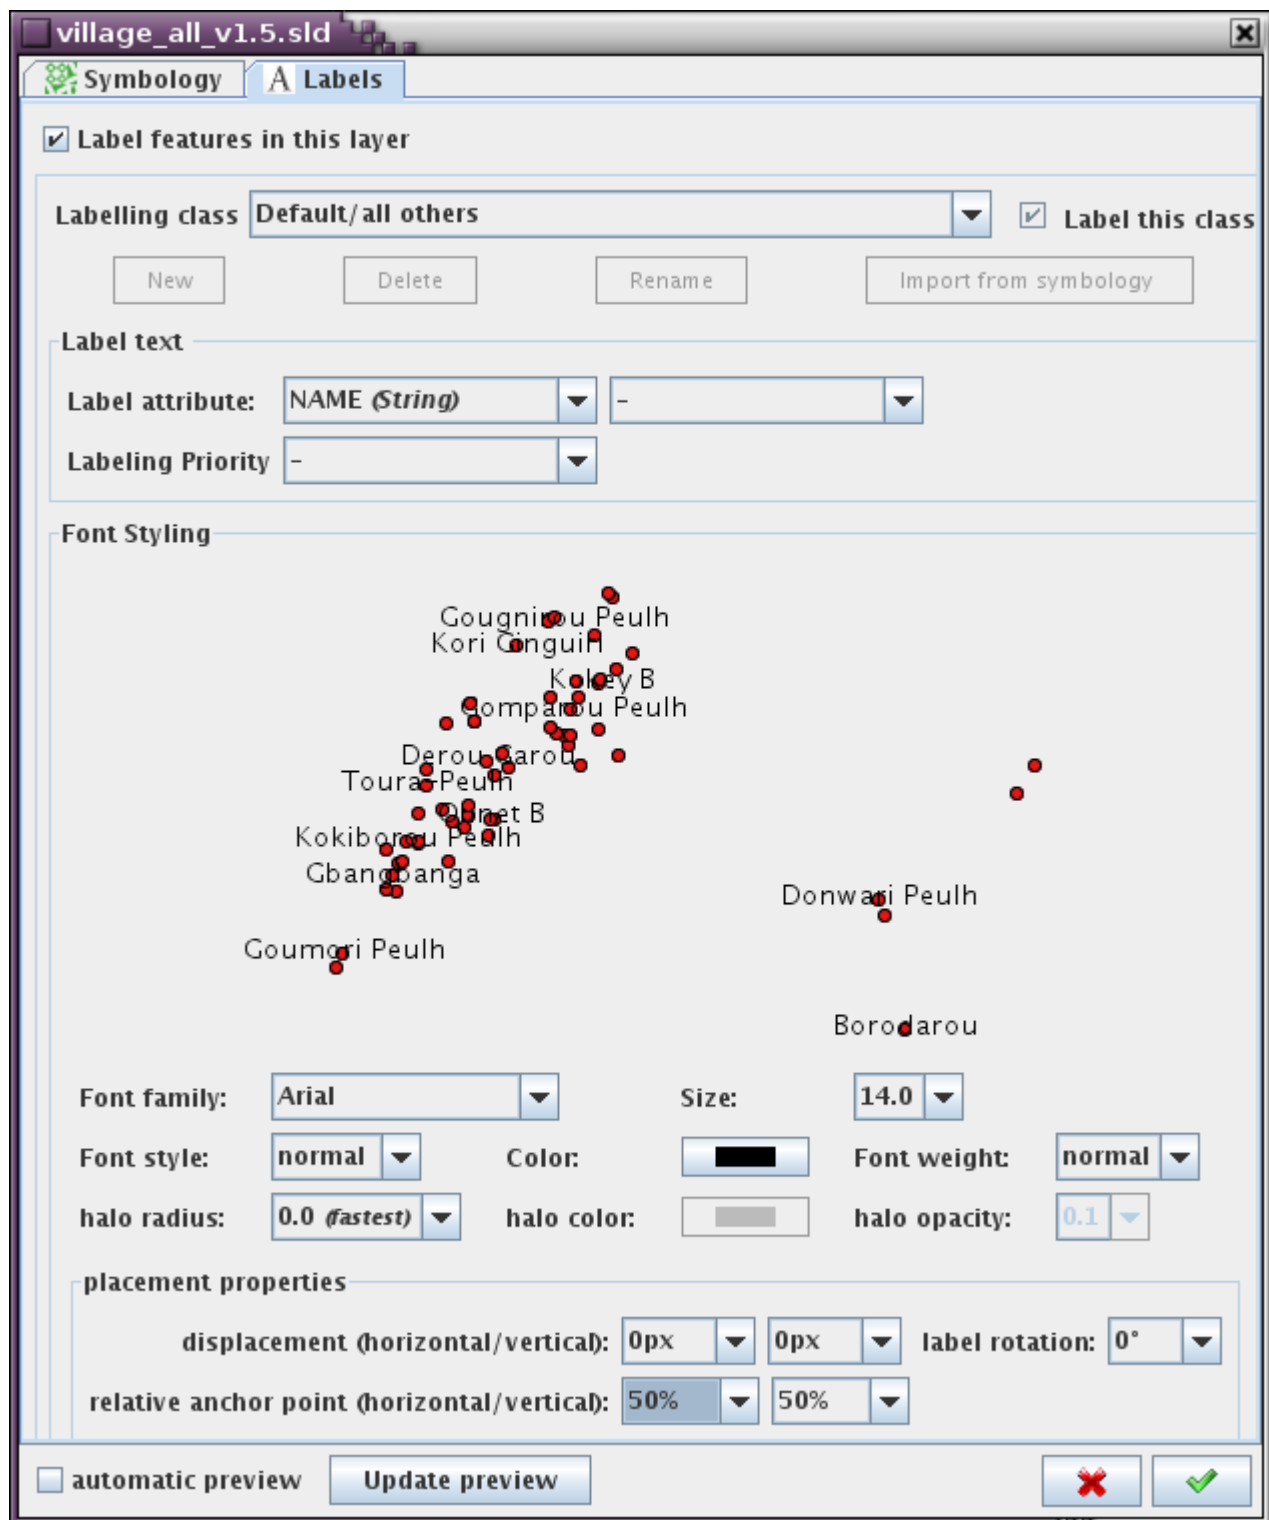 village_all_v1.5.sld
Symbology
Labels
Label features in this layer
Labelling class Default/all others Label this class
New Delete Rename Import from symbology
Label text
Label attribute: NAME (String) -
Labeling Priority -
Font Styling
Gougnirou Peulh
Kori Ginguiri
Kokey B
Gomparou Peulh
Derou Garou
Toura-Peulh
B
Kokiborou Peulh
Gbangbanga
Donwari Peulh
Goumori Peulh
Borodarou
Font family: Arial Size: 14.0
Font style: normal Color: Font weight: normal
halo radius: 0.0 (fastest) halo color: halo opacity: 0.1
placement properties
displacement (horizontal/vertical): 0px 0px label rotation: 0°
relative anchor point (horizontal/vertical): 50% 50%
automatic preview Update preview